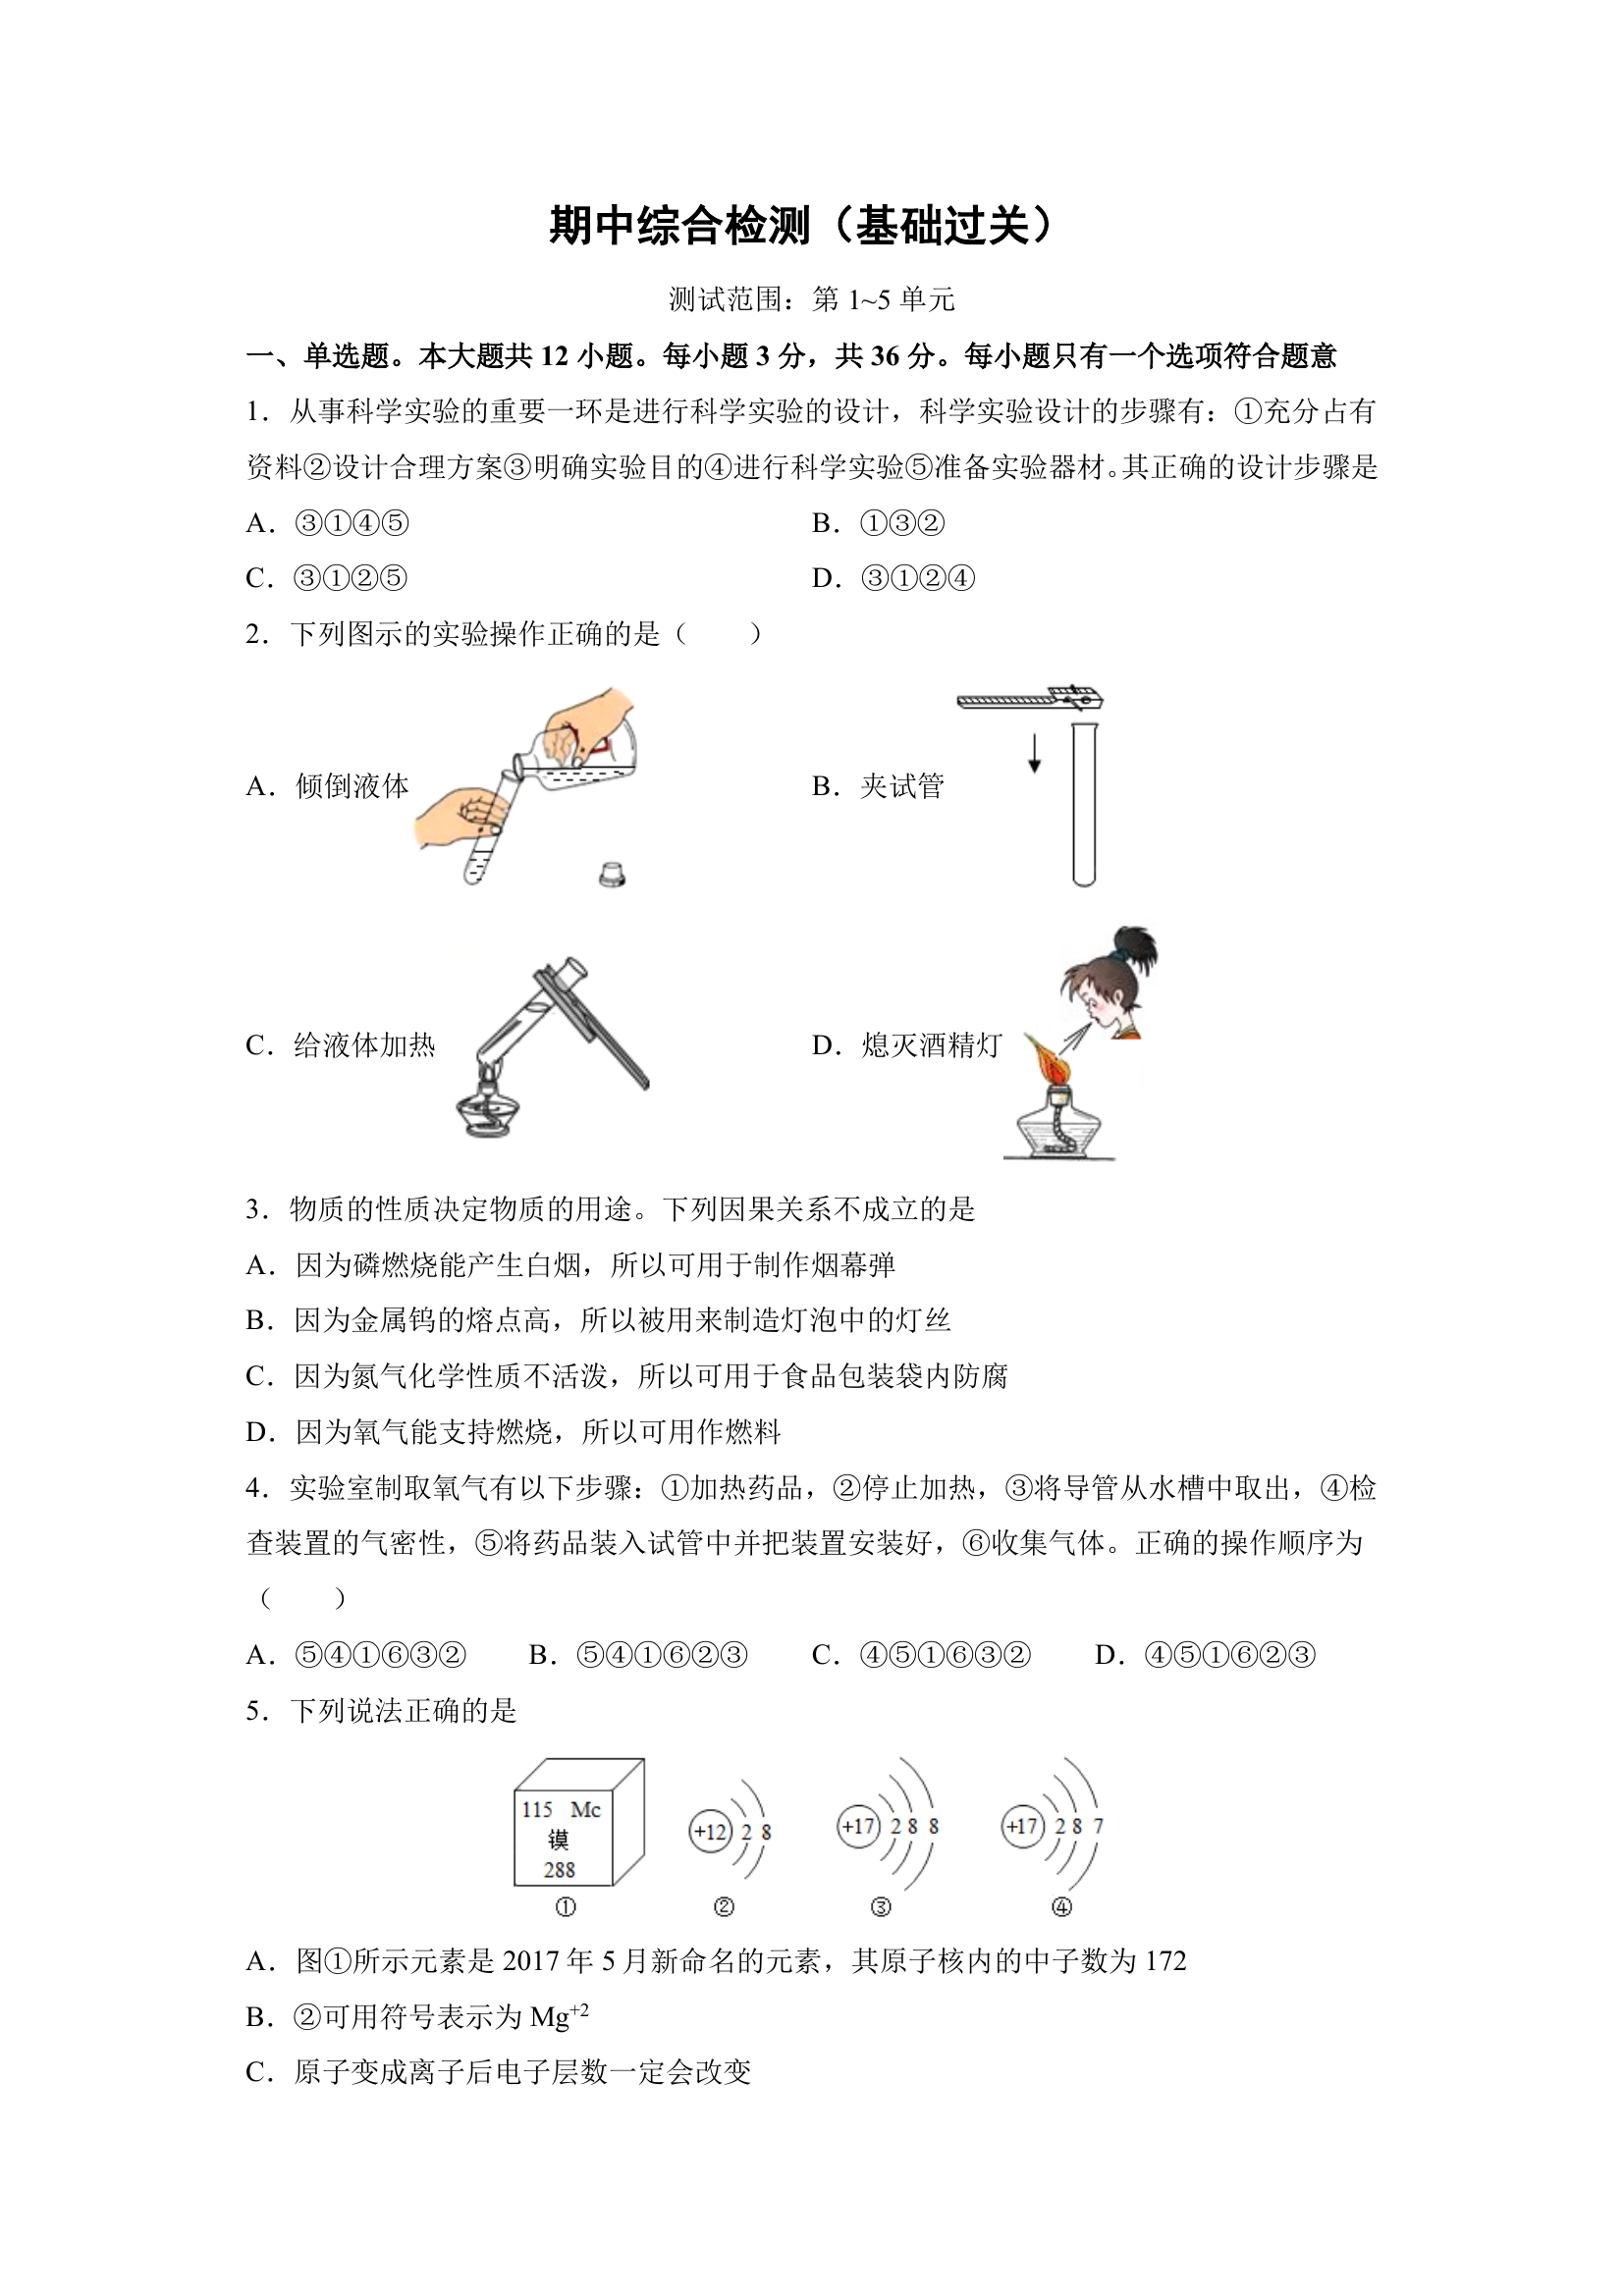 期中综合检测（基础过关）
测试范围：第 1~5 单元
一、单选题。本大题共 12 小题。每小题 3 分，共 36 分。每小题只有一个选项符合题意
1．从事科学实验的重要一环是进行科学实验的设计，科学实验设计的步骤有：①充分占有
资料②设计合理方案③明确实验目的④进行科学实验⑤准备实验器材。其正确的设计步骤是
A．③①④⑤ B．①③②
C．③①②⑤ D．③①②④
2．下列图示的实验操作正确的是（　　）
A．倾倒液体 B．夹试管
C．给液体加热 D．熄灭酒精灯
3．物质的性质决定物质的用途。下列因果关系不成立的是
A．因为磷燃烧能产生白烟，所以可用于制作烟幕弹
B．因为金属钨的熔点高，所以被用来制造灯泡中的灯丝
C．因为氮气化学性质不活泼，所以可用于食品包装袋内防腐
D．因为氧气能支持燃烧，所以可用作燃料
4．实验室制取氧气有以下步骤：①加热药品，②停止加热，③将导管从水槽中取出，④检
查装置的气密性，⑤将药品装入试管中并把装置安装好，⑥收集气体。正确的操作顺序为
（　　）
A．⑤④①⑥③② B．⑤④①⑥②③ C．④⑤①⑥③② D．④⑤①⑥②③
5．下列说法正确的是
115 Mc
镆
288
+12 2 8
+17 2 8 8
+17 2 8 7
① ② ③ ④
A．图①所示元素是 2017 年 5 月新命名的元素，其原子核内的中子数为 172
B．②可用符号表示为 Mg⁺²
C．原子变成离子后电子层数一定会改变